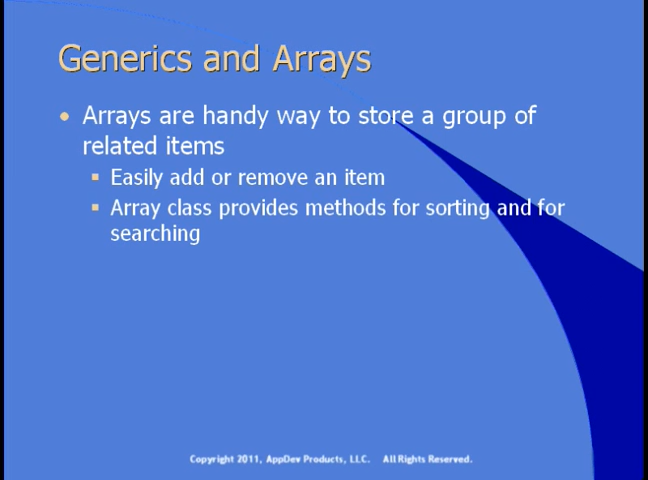 Generics and Arrays
• Arrays are handy way to store a group of
related items
▪ Easily add or remove an item
▪ Array class provides methods for sorting and for
searching
Copyright 2011, AppDev Products, LLC. All Rights Reserved.